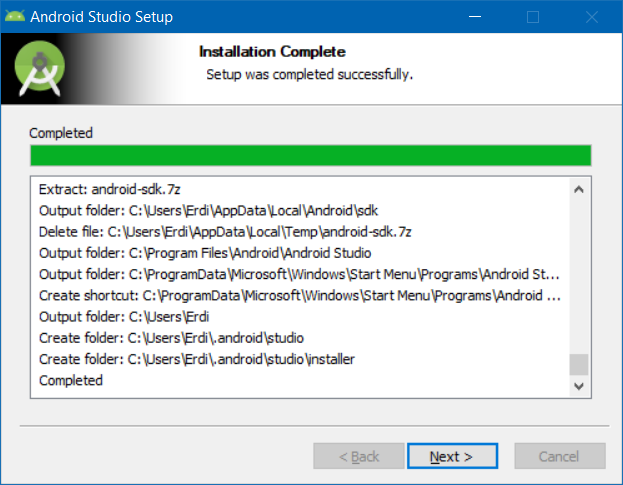 Android Studio Setup
Installation Complete
Setup was completed successfully.
Completed
Extract: android-sdk.7z
Output folder: C:\Users\Erdi\AppData\Local\Android\sdk
Delete file: C:\Users\Erdi\AppData\Local\Temp\android-sdk.7z
Output folder: C:\Program Files\Android\Android Studio
Output folder: C:\ProgramData\Microsoft\Windows\Start Menu\Programs\Android St...
Create shortcut: C:\ProgramData\Microsoft\Windows\Start Menu\Programs\Android ...
Output folder: C:\Users\Erdi
Create folder: C:\Users\Erdi\.android\studio
Create folder: C:\Users\Erdi\.android\studio\installer
Completed
< Back Next > Cancel